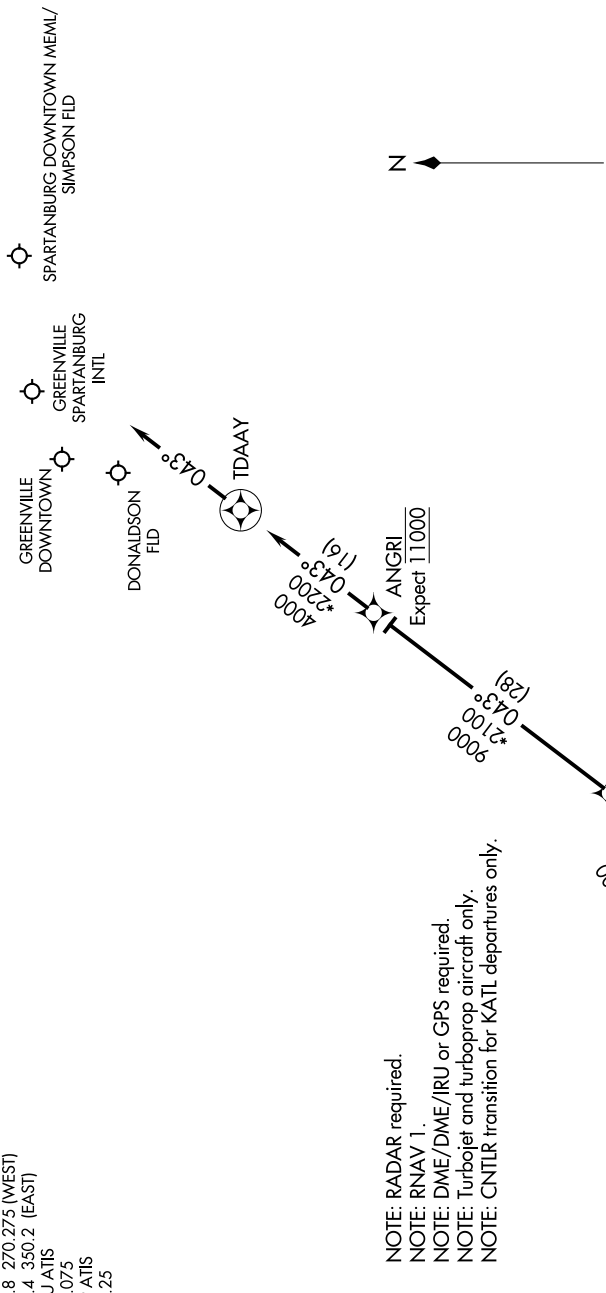 .8 270.275 (WEST)
.4 350.2 (EAST)
U ATIS
.075
ATIS
.25
GREENVILLE
DOWNTOWN
GREENVILLE
SPARTANBURG
INTL
SPARTANBURG DOWNTOWN MEML/
SIMPSON FLD
DONALDSON
FLD
043°
TDAAY
4000
*2200
043°
(16)
ANGRI
Expect 11000
9000
*2100
043°
(28)
N
NOTE: RADAR required.
NOTE: RNAV 1.
NOTE: DME/DME/IRU or GPS required.
NOTE: Turbojet and turboprop aircraft only.
NOTE: CNTLR transition for KATL departures only.